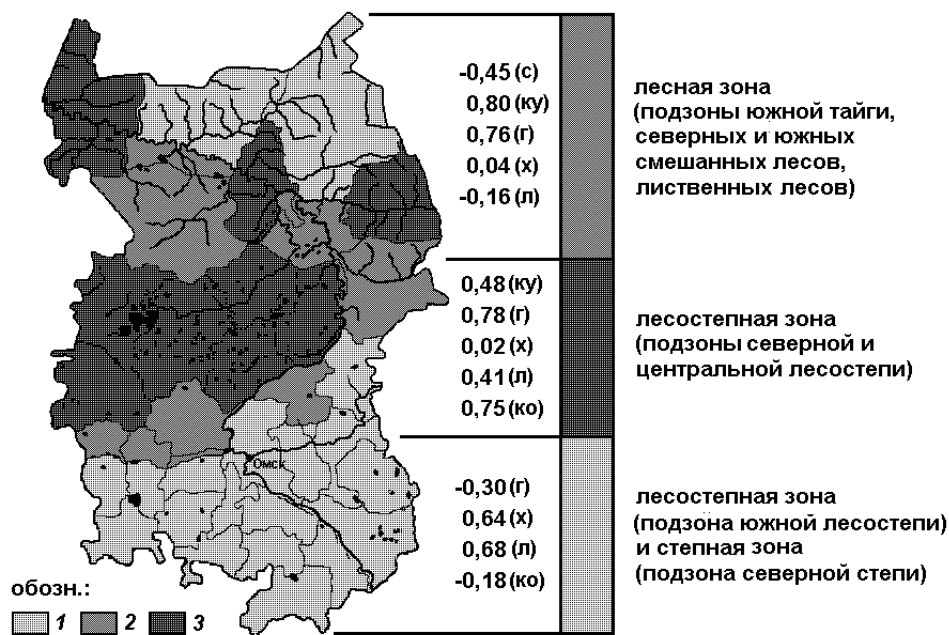 -0,45 (с)
0,80 (ку)
0,76 (г)
0,04 (х)
-0,16 (л)
лесная зона
(подзоны южной тайги,
северных и южных
смешанных лесов,
лиственных лесов)
0,48 (ку)
0,78 (г)
0,02 (х)
0,41 (л)
0,75 (ко)
лесостепная зона
(подзоны северной и
центральной лесостепи)
Омск
-0,30 (г)
0,64 (х)
0,68 (л)
-0,18 (ко)
лесостепная зона
(подзона южной лесостепи)
и степная зона
(подзона северной степи)
обозн.:
1 2 3